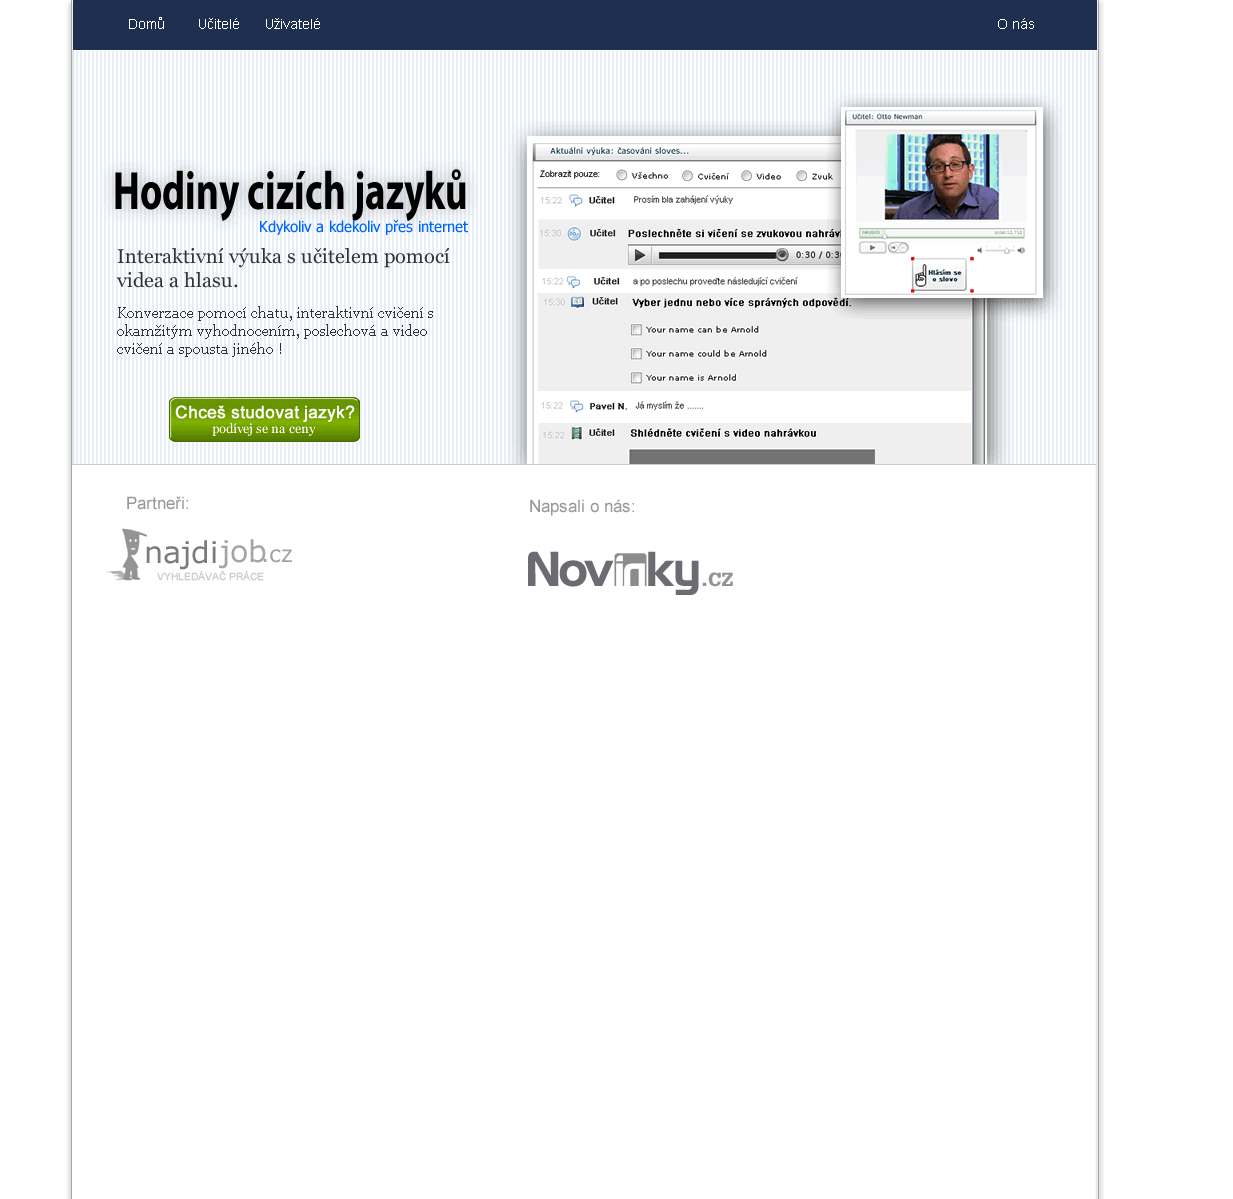 Domů Učitelé Uživatelé O nás
Hodiny cizích jazyků
Kdykoliv a kdekoliv přes internet
Interaktivní výuka s učitelem pomocí
videa a hlasu.
Konverzace pomocí chatu, interaktivní cvičení s
okamžitým vyhodnocením, poslechová a video
cvičení a spousta jiného !
Chceš studovat jazyk?
podívej se na ceny
Aktuální výuka: časování sloves...
Zobrazit pouze: Všechno Cvičení Video Zvuk
15:22 Učitel Prosím bla zahájení výuky
15:30 Učitel Poslechněte si vičení se zvukovou nahráv
0:30 / 0:30
15:22 Učitel a po poslechu proveďte následující cvičení
15:30 Učitel Vyber jednu nebo více správných odpovědí.
Your name can be Arnold
Your name could be Arnold
Your name is Arnold
15:22 Pavel N. Já myslím že .......
15:22 Učitel Shlédněte cvičení s video nahrávkou
Učitel: Otto Newman
Hlásím se
o slovo
Partneři:
najdijob.cz
VYHLEDÁVAČ PRÁCE
Napsali o nás:
Novinky.cz